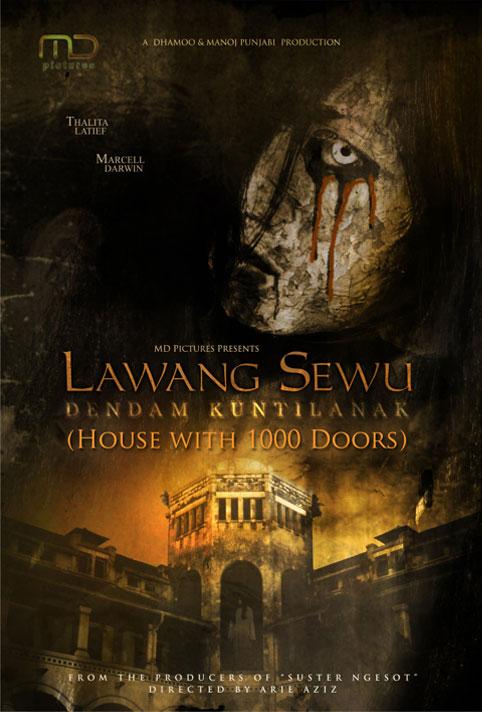 MD
pictures
A DHAMOO & MANOJ PUNJABI PRODUCTION
THALITA
LATIEF
MARCELL
DARWIN
MD PICTURES PRESENTS
LAWANG SEWU
DENDAM KUNTILANAK
(HOUSE WITH 1000 DOORS)
FROM THE PRODUCERS OF "SUSTER NGESOT"
DIRECTED BY ARIE AZIZ